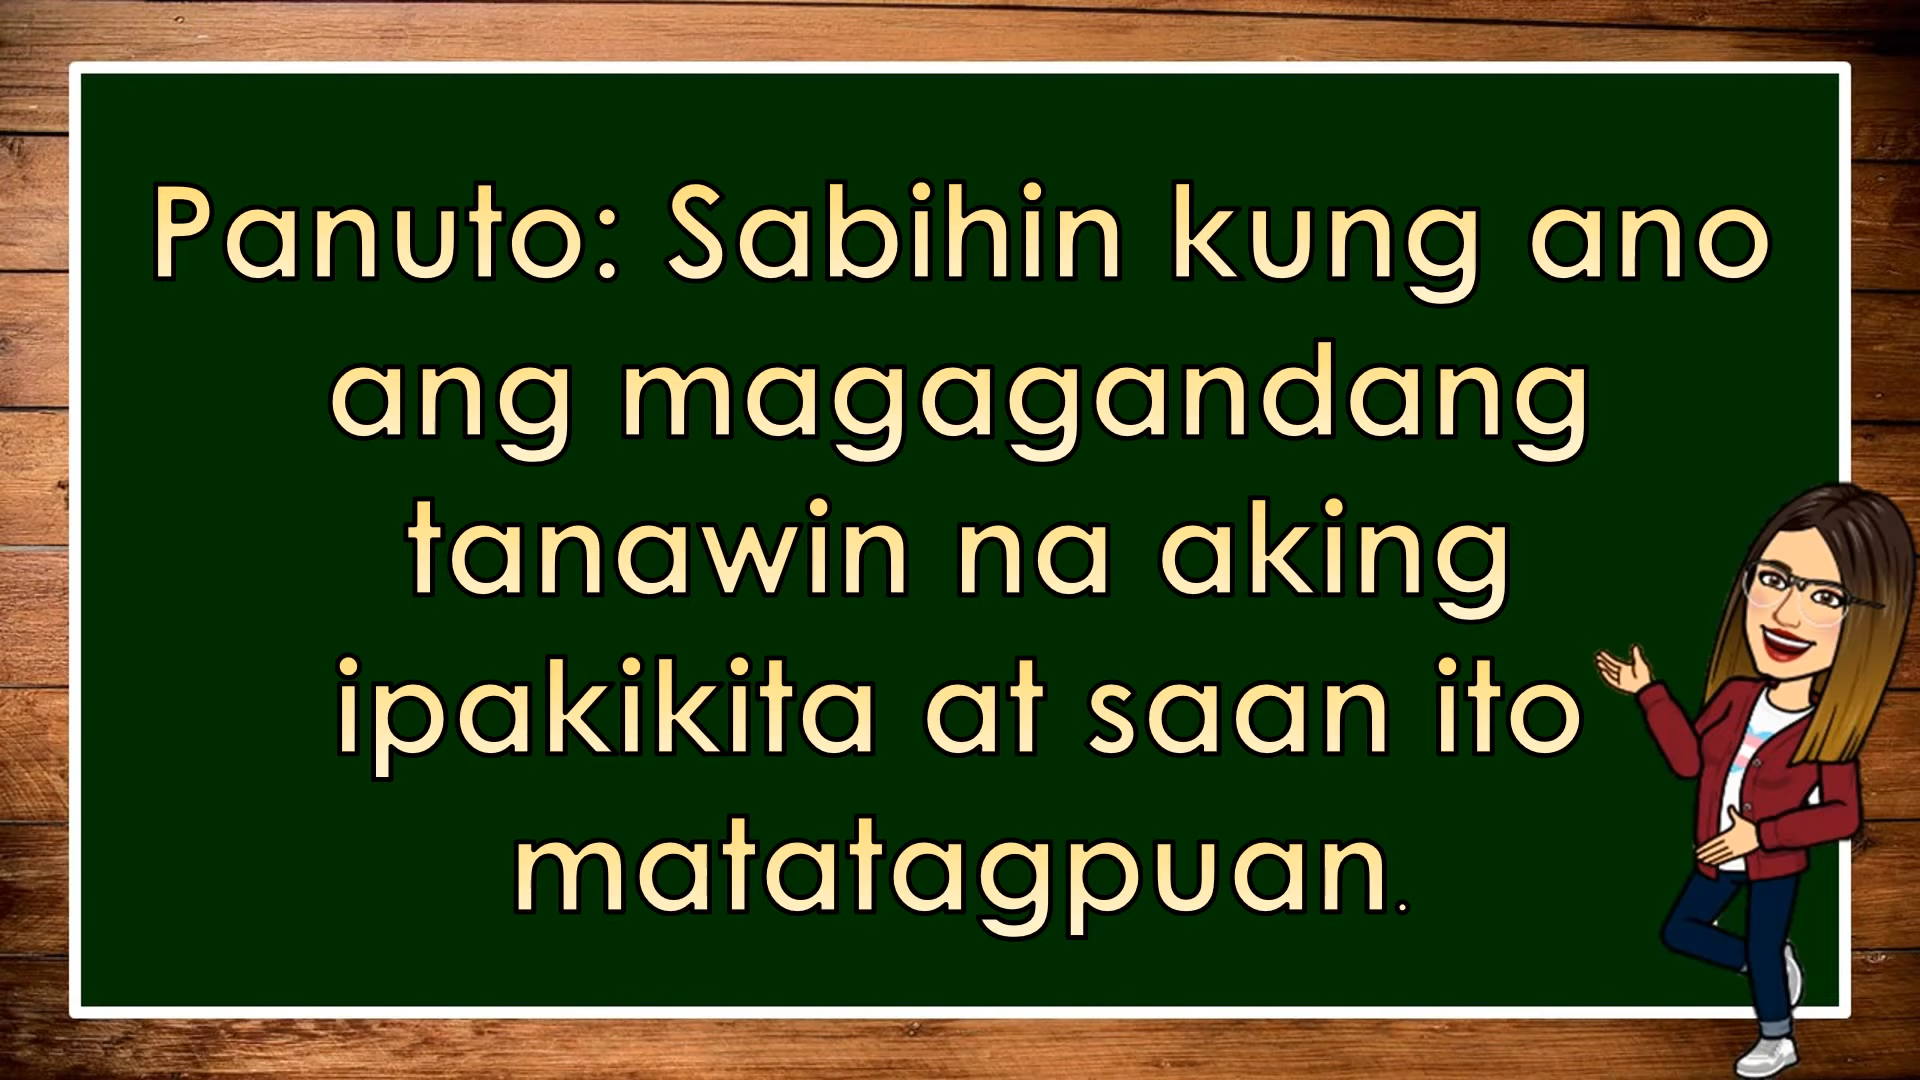 Panuto: Sabihin kung ano
ang magagandang
tanawin na aking
ipakikita at saan ito
matatagpuan.